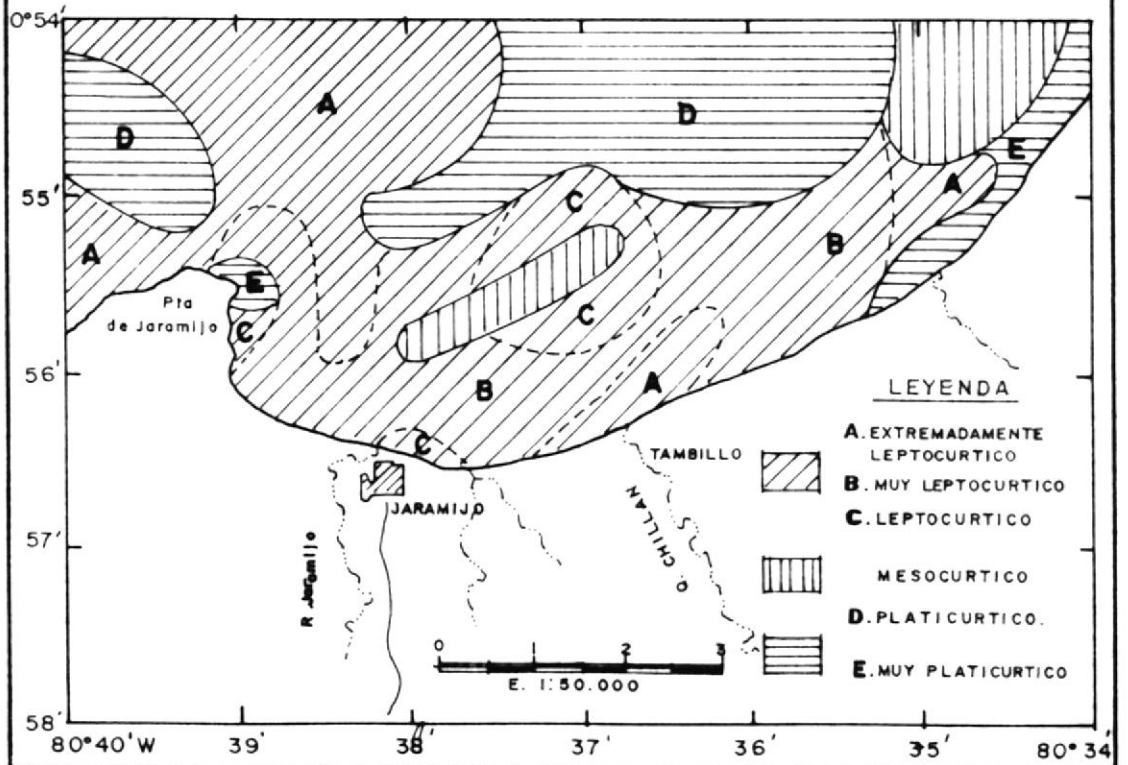 0°54'
D
A
D
E
A
55'
C
A
B
E
Pta
de Jaramijo
C
C
56'
B
A
C
LEYENDA
A. EXTREMADAMENTE
LEPTOCURTICO
B. MUY LEPTOCURTICO
C. LEPTOCURTICO
MESOCURTICO
D. PLATICURTICO.
E. MUY PLATICURTICO
TAMBILLO
JARAMIJO
R. Jaramijo
Q. CHILLAN
57'
0 1 2 3
E. 1:50.000
58'
80°40'W 39' 38' 37' 36' 35' 80°34'